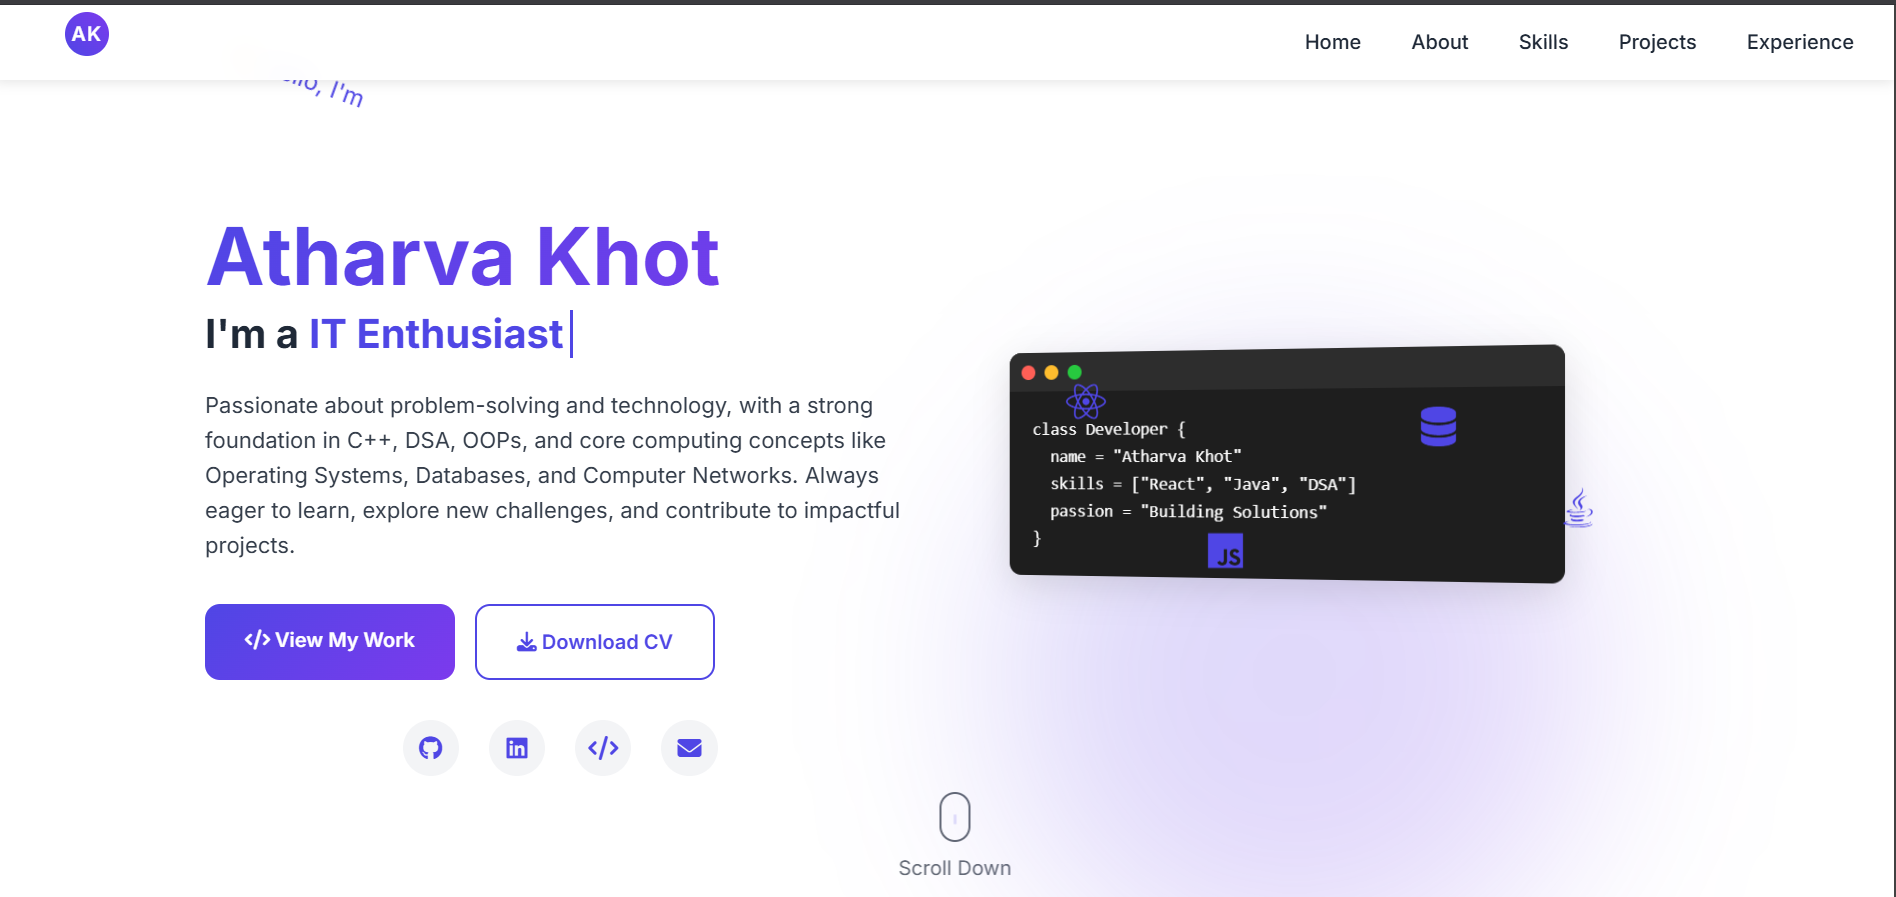 AK
Home
About
Skills
Projects
Experience
I'm
Atharva Khot
I'm a IT Enthusiast
Passionate about problem-solving and technology, with a strong
foundation in C++, DSA, OOPs, and core computing concepts like
Operating Systems, Databases, and Computer Networks. Always
eager to learn, explore new challenges, and contribute to impactful
projects.
class Developer {
name = "Atharva Khot"
skills = ["React", "Java", "DSA"]
passion = "Building Solutions"
}
JS
</> View My Work
Download CV
in
</>
Scroll Down